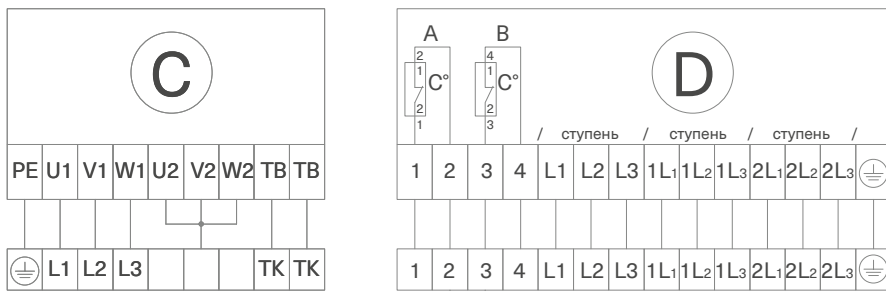 C
PE U1 V1 W1 U2 V2 W2 TB TB
L1 L2 L3 TK TK
A B
2 4
1 C° 1 C°
D
2 2
1 3
/ ступень / ступень / ступень /
1 2 3 4 L1 L2 L3 1L1 1L2 1L3 2L1 2L2 2L3
1 2 3 4 L1 L2 L3 1L1 1L2 1L3 2L1 2L2 2L3